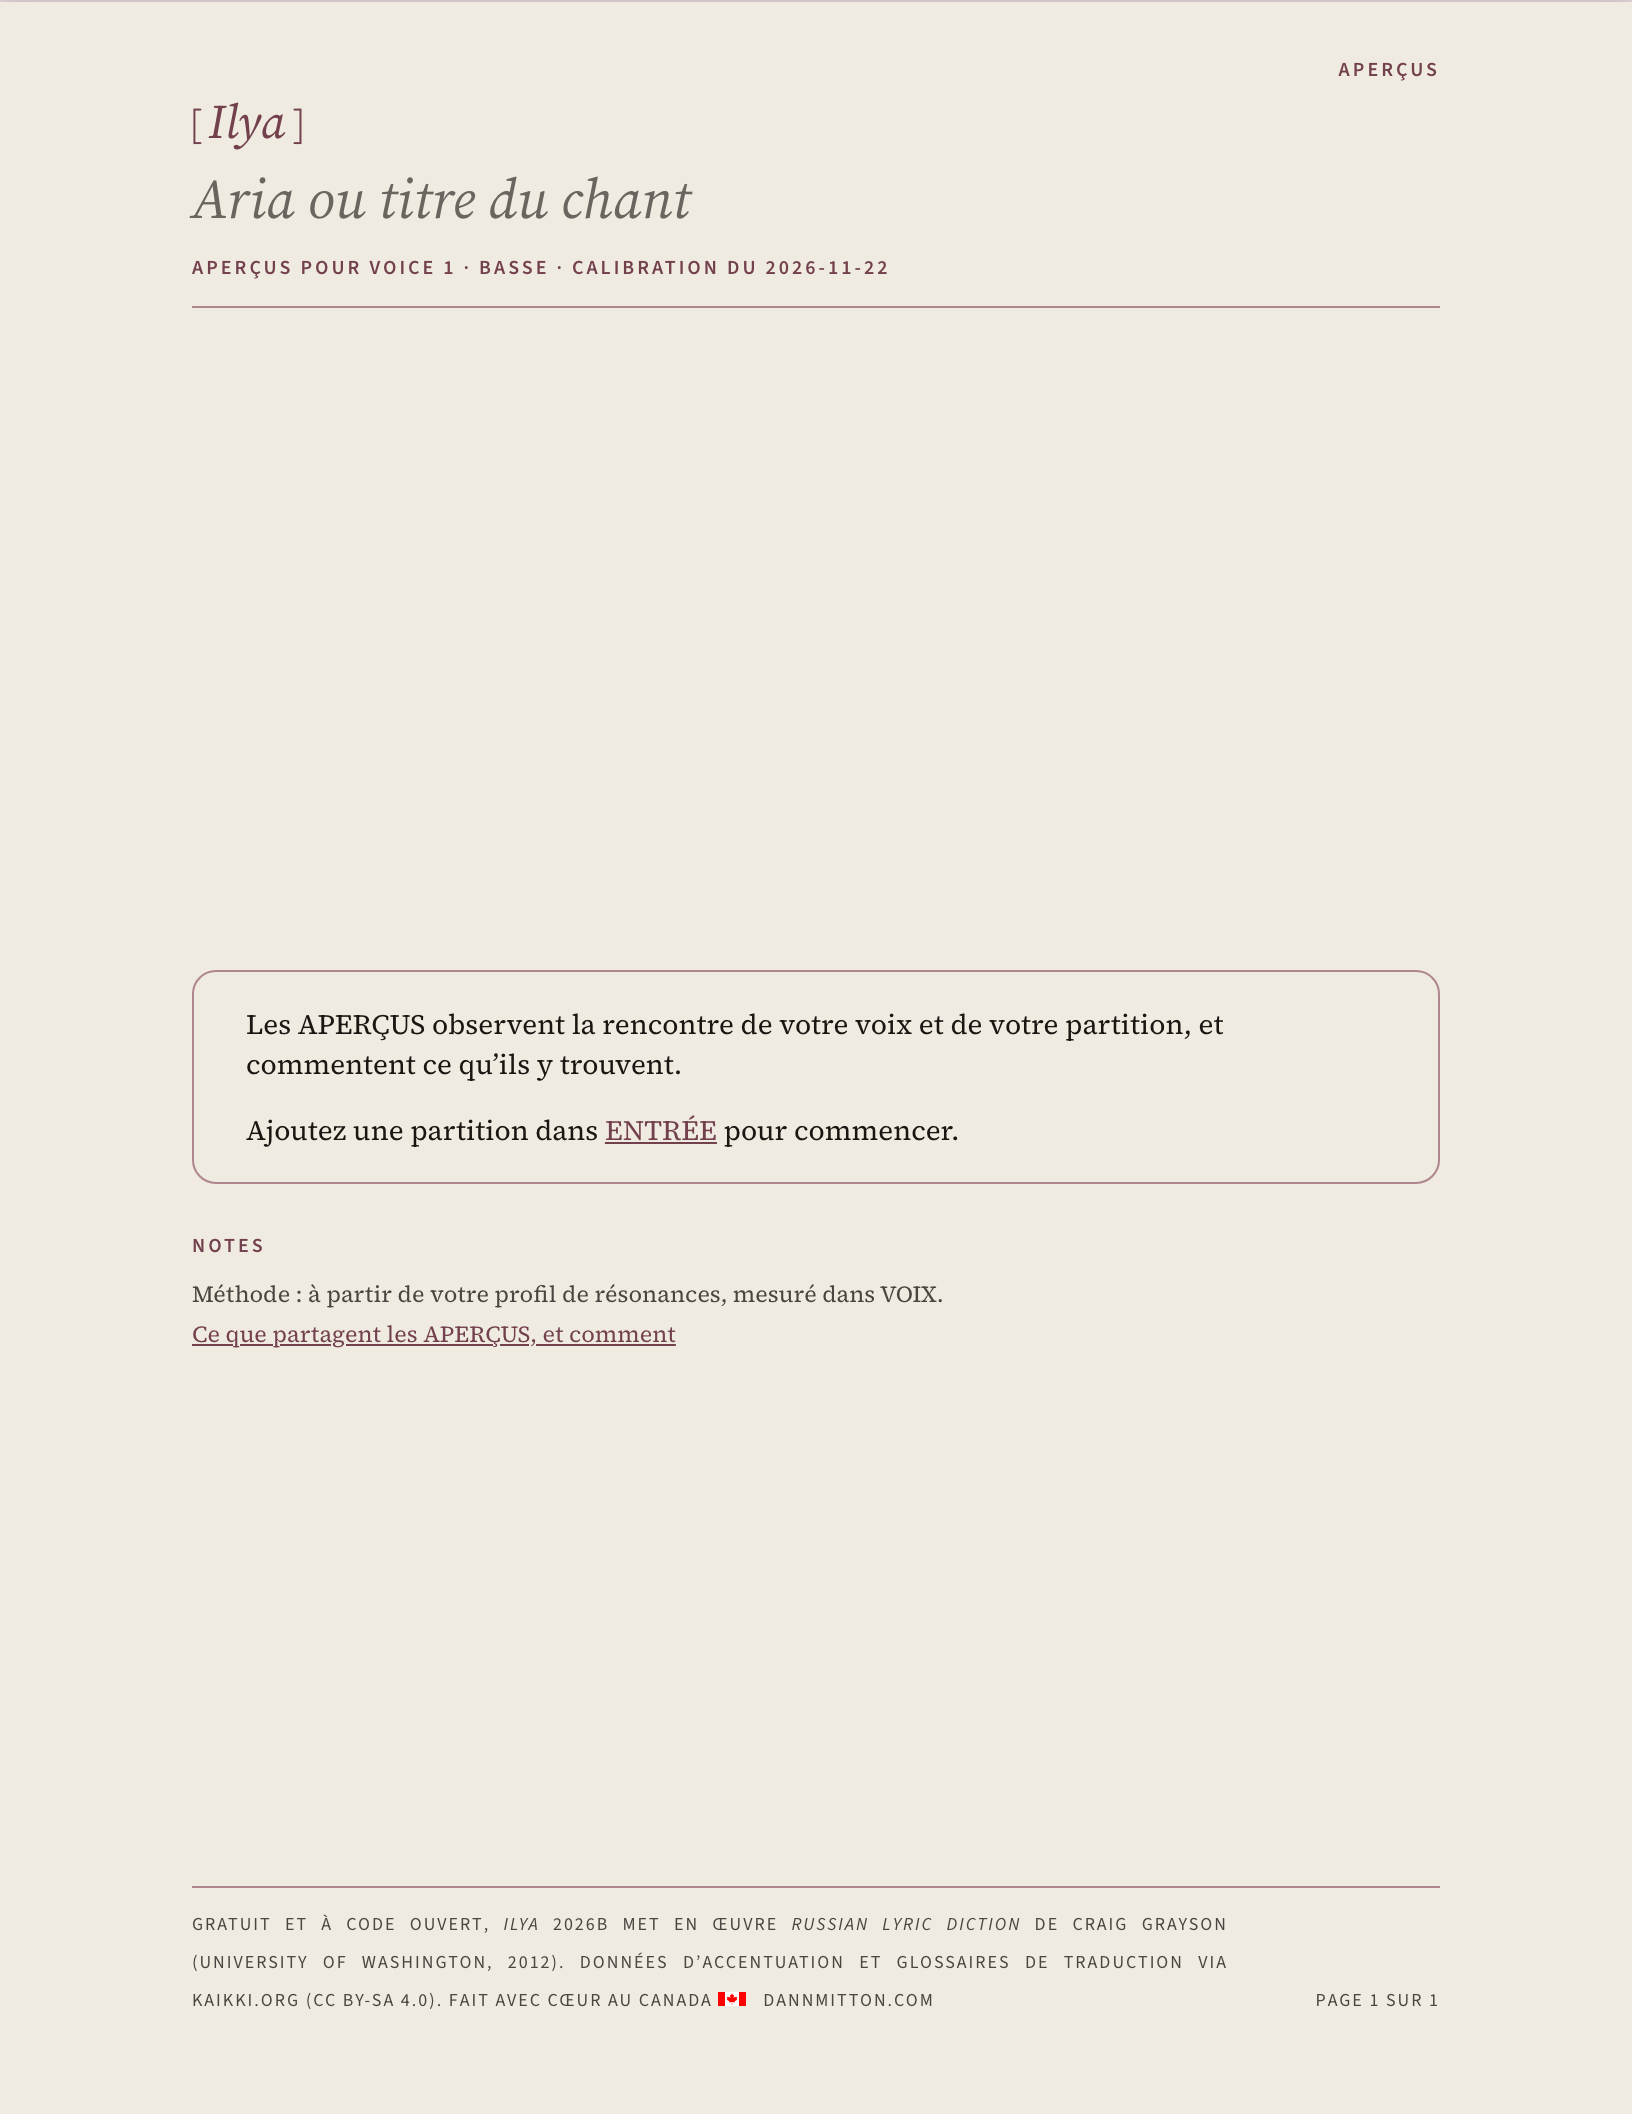 APERÇUS
[ Ilya ]
Aria ou titre du chant
APERÇUS POUR VOICE 1 · BASSE · CALIBRATION DU 2026-11-22
Les APERÇUS observent la rencontre de votre voix et de votre partition, et
commentent ce qu’ils y trouvent.
Ajoutez une partition dans ENTRÉE pour commencer.
NOTES
Méthode : à partir de votre profil de résonances, mesuré dans VOIX.
Ce que partagent les APERÇUS, et comment
GRATUIT ET À CODE OUVERT, ILYA 2026B MET EN ŒUVRE RUSSIAN LYRIC DICTION DE CRAIG GRAYSON
(UNIVERSITY OF WASHINGTON, 2012). DONNÉES D’ACCENTUATION ET GLOSSAIRES DE TRADUCTION VIA
KAIKKI.ORG (CC BY-SA 4.0). FAIT AVEC CŒUR AU CANADA 🇨🇦 DANNMITTON.COM
PAGE 1 SUR 1